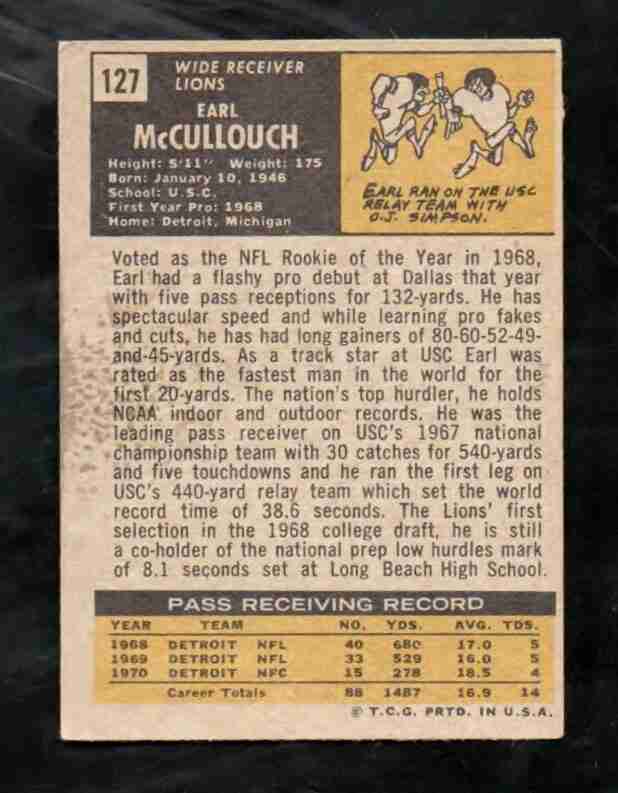 127
WIDE RECEIVER
LIONS
EARL
McCULLOUCH
Height: 5'11" Weight: 175
Born: January 10, 1946
School: U.S.C.
First Year Pro: 1968
Home: Detroit, Michigan
EARL RAN ON THE USC
RELAY TEAM WITH
O.J. SIMPSON.
Voted as the NFL Rookie of the Year in 1968,
Earl had a flashy pro debut at Dallas that year
with five pass receptions for 132-yards. He has
spectacular speed and while learning pro fakes
and cuts, he has had long gainers of 80-60-52-49-
and-45-yards. As a track star at USC Earl was
rated as the fastest man in the world for the
first 20-yards. The nation's top hurdler, he holds
NCAA indoor and outdoor records. He was the
leading pass receiver on USC's 1967 national
championship team with 30 catches for 540-yards
and five touchdowns and he ran the first leg on
USC's 440-yard relay team which set the world
record time of 38.6 seconds. The Lions' first
selection in the 1968 college draft, he is still
a co-holder of the national prep low hurdles mark
of 8.1 seconds set at Long Beach High School.
PASS RECEIVING RECORD
YEAR TEAM NO. YDS. AVG. TDS.
1968 DETROIT NFL 40 680 17.0 5
1969 DETROIT NFL 33 529 16.0 5
1970 DETROIT NFC 15 278 18.5 4
Career Totals 88 1487 16.9 14
© T.C.G. PRTD. IN U.S.A.